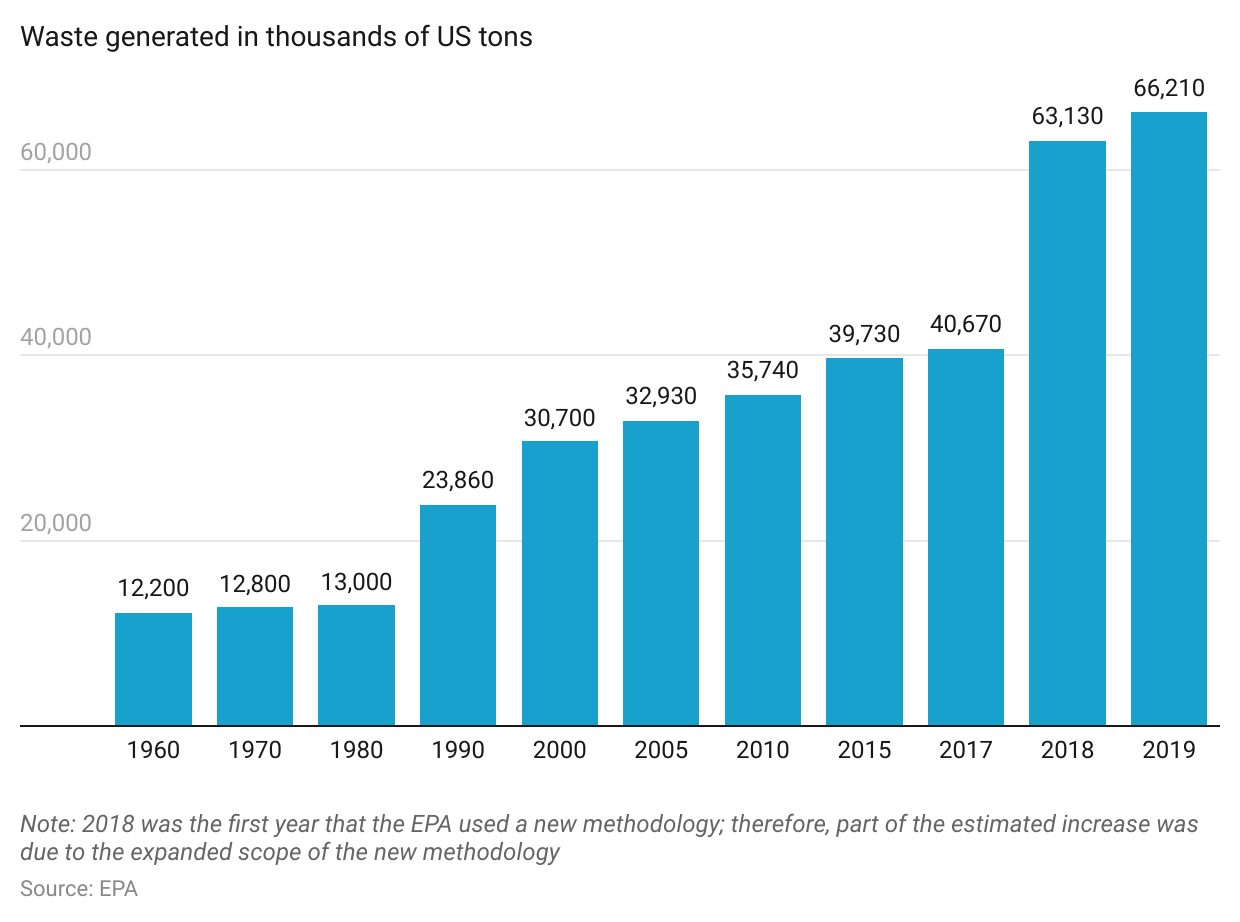 Waste generated in thousands of US tons
66,210
63,130
60,000
40,670
39,730
40,000
35,740
32,930
30,700
23,860
20,000
13,000
12,800
12,200
1960 1970 1980 1990 2000 2005 2010 2015 2017 2018 2019
Note: 2018 was the first year that the EPA used a new methodology; therefore, part of the estimated increase was
due to the expanded scope of the new methodology
Source: EPA